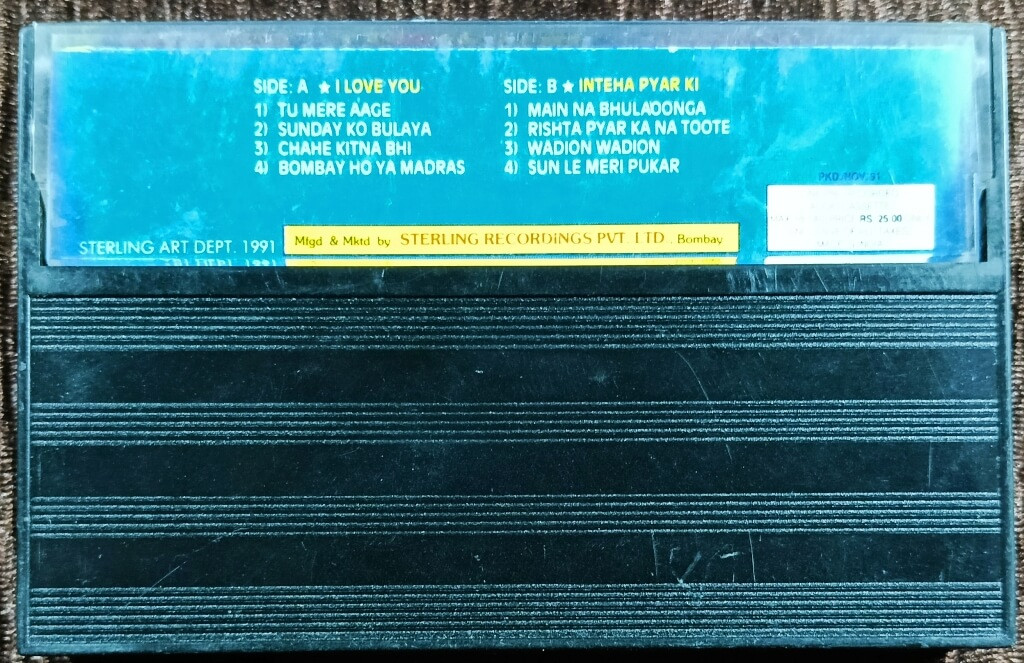 SIDE: A ★ I LOVE YOU
1) TU MERE AAGE
2) SUNDAY KO BULAYA
3) CHAHE KITNA BHI
4) BOMBAY HO YA MADRAS
SIDE: B ★ INTEHA PYAR KI
1) MAIN NA BHULAOONGA
2) RISHTA PYAR KA NA TOOTE
3) WADION WADION
4) SUN LE MERI PUKAR
PKD. NOV. 91
RS. 25.00
STERLING ART DEPT. 1991
Mfgd & Mktd by STERLING RECORDINGS PVT. LTD., Bombay